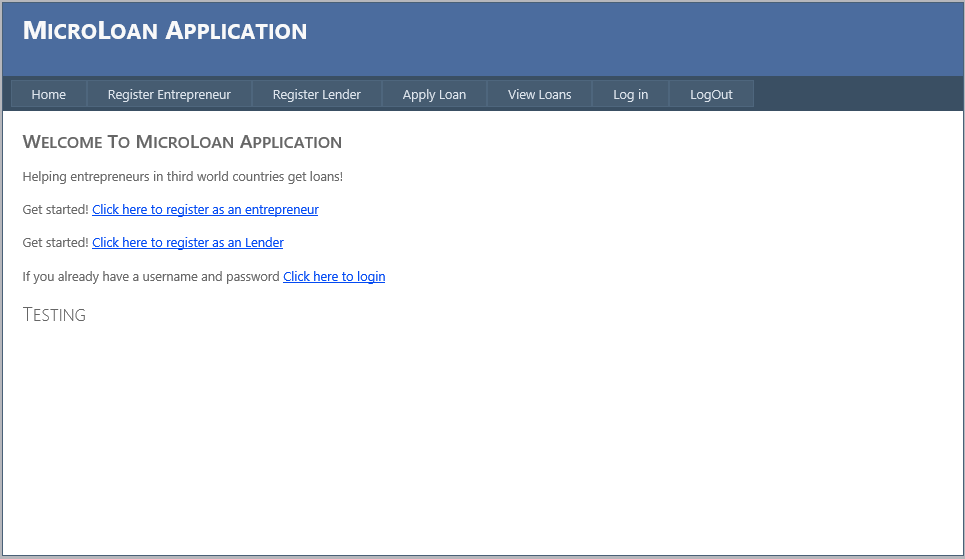 MicroLoan Application
Home Register Entrepreneur Register Lender Apply Loan View Loans Log in LogOut
Welcome To MicroLoan Application
Helping entrepreneurs in third world countries get loans!
Get started! Click here to register as an entrepreneur
Get started! Click here to register as an Lender
If you already have a username and password Click here to login
Testing